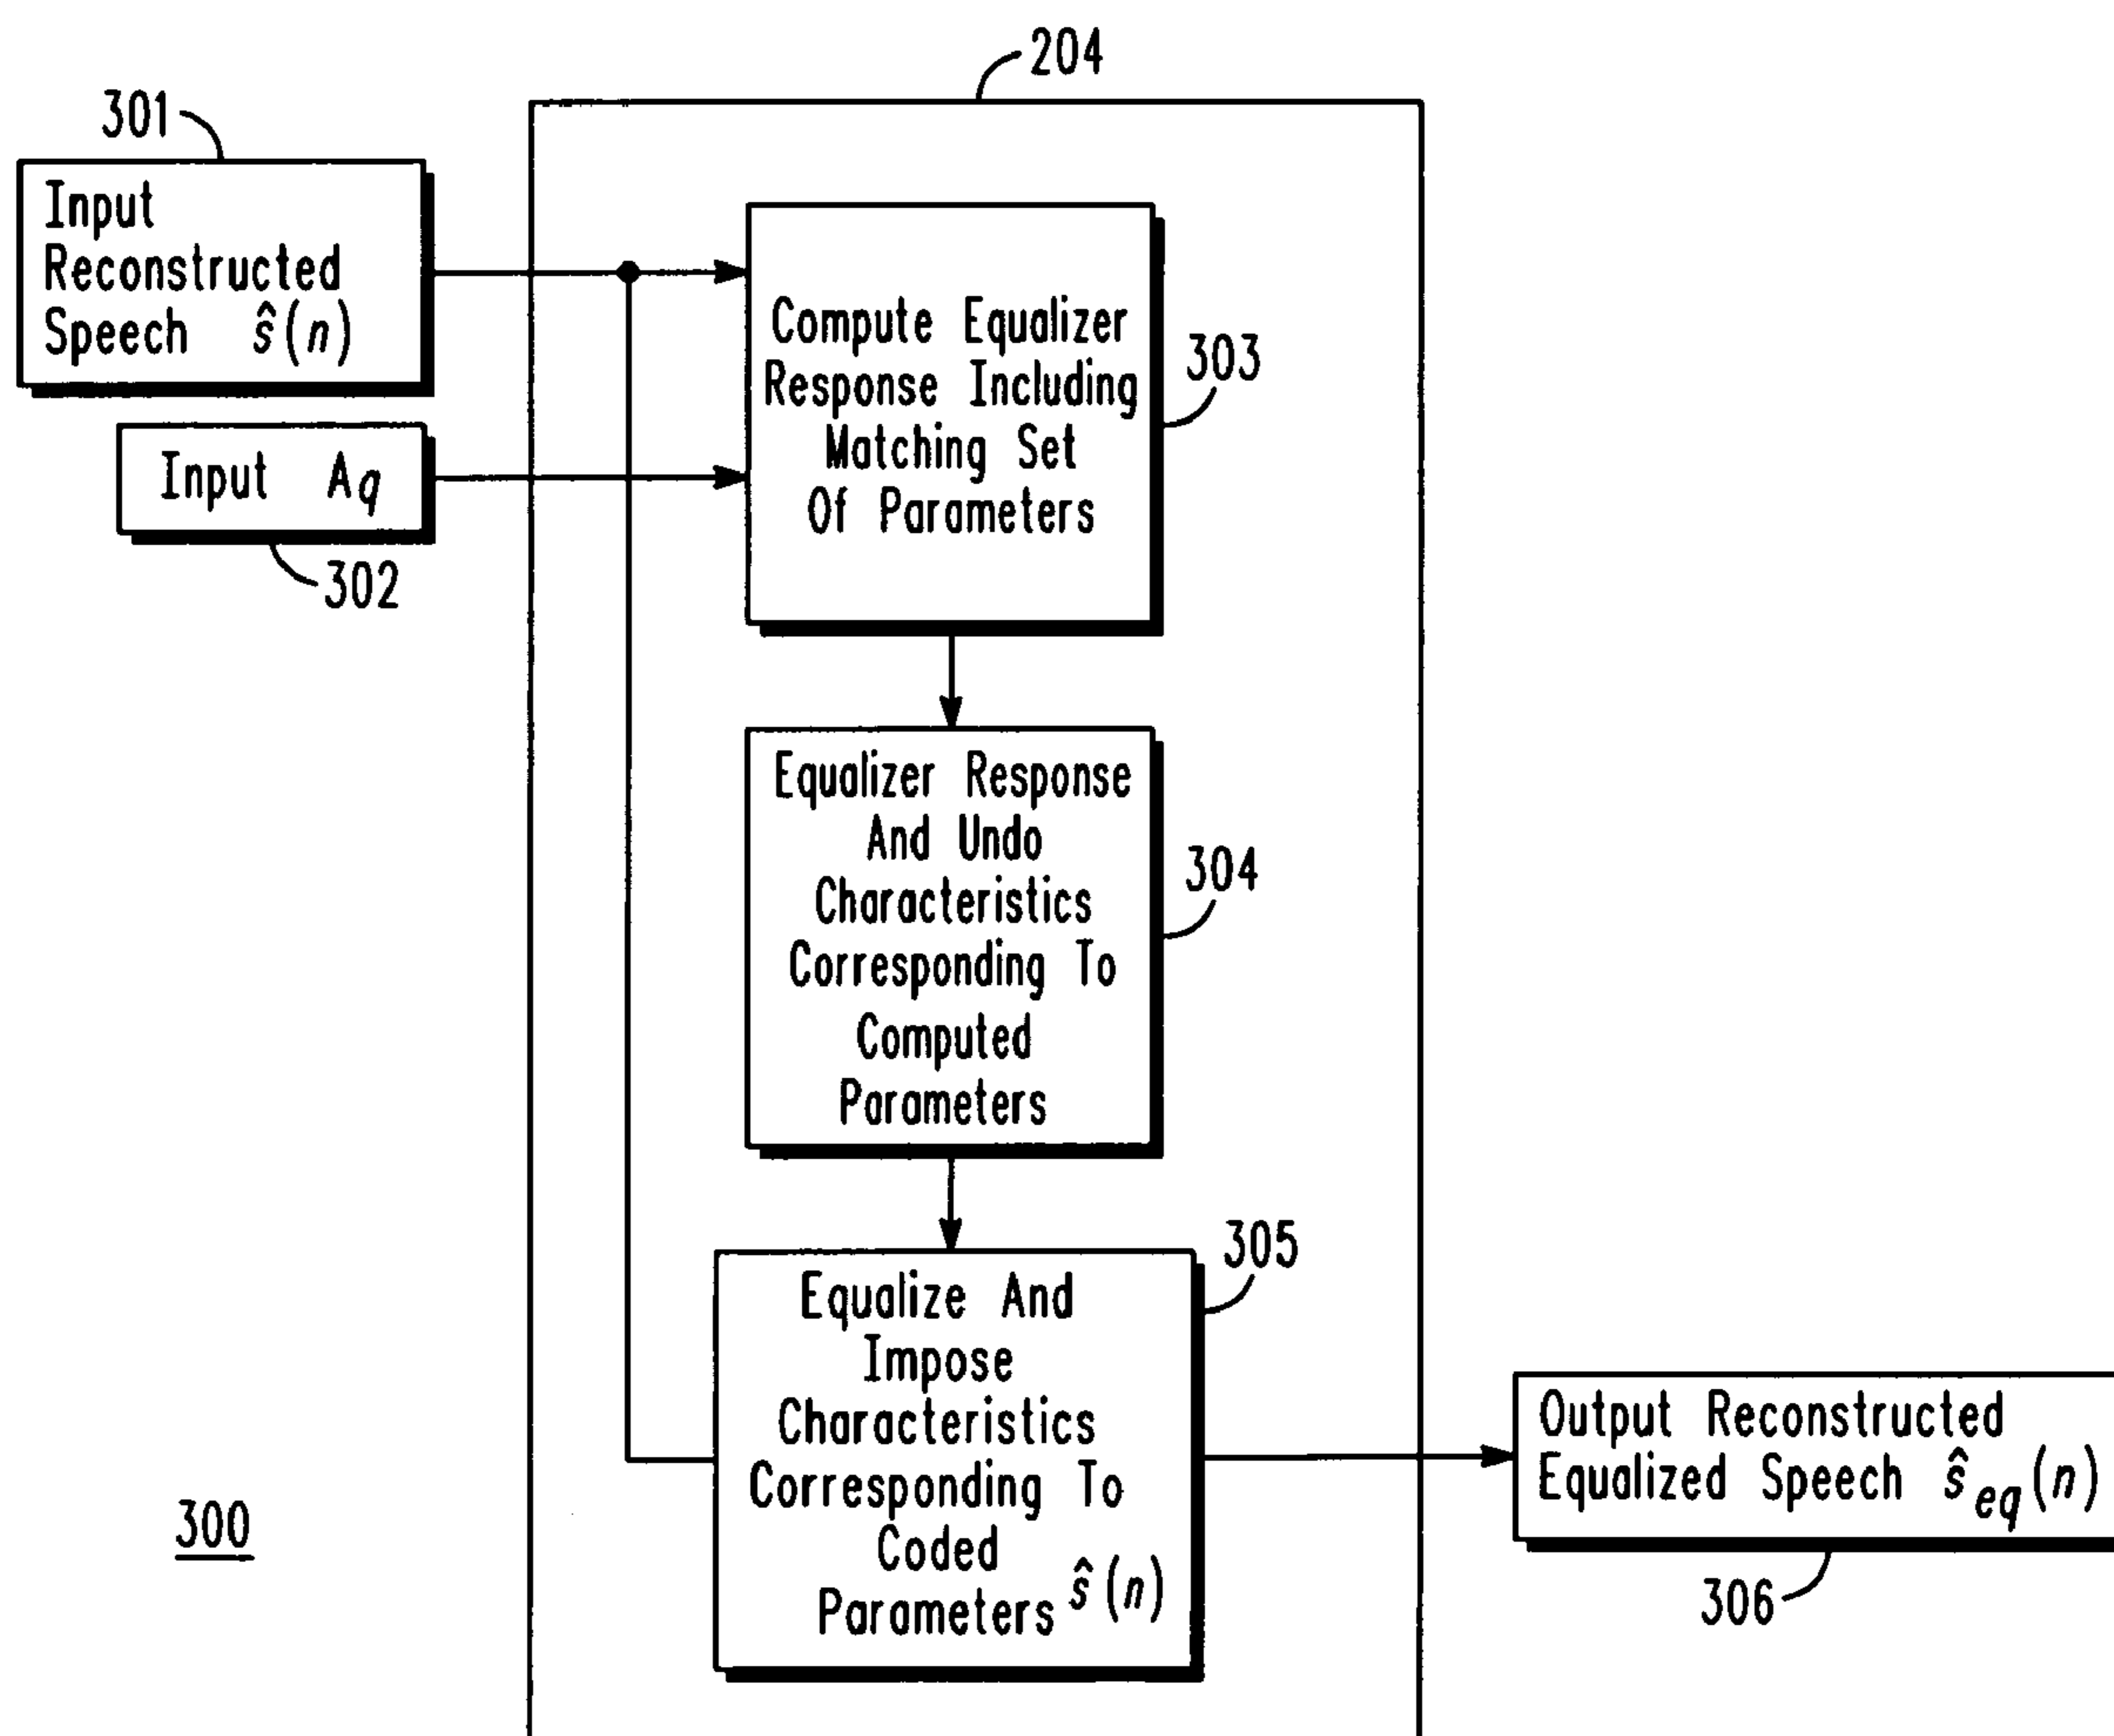 204
301
Input
Reconstructed
Speech ŝ(n)
Input Aq
302
Compute Equalizer
Response Including
Matching Set
Of Parameters
303
Equalizer Response
And Undo
Characteristics
Corresponding To
Computed
Parameters
304
Equalize And
Impose
Characteristics
Corresponding To
Coded
Parameters ŝ(n)
305
Output Reconstructed
Equalized Speech ŝeq(n)
306
300